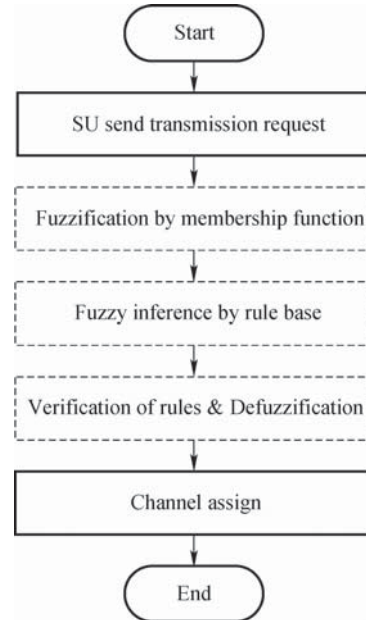 Start
SU send transmission request
Fuzzification by membership function
Fuzzy inference by rule base
Verification of rules & Defuzzification
Channel assign
End